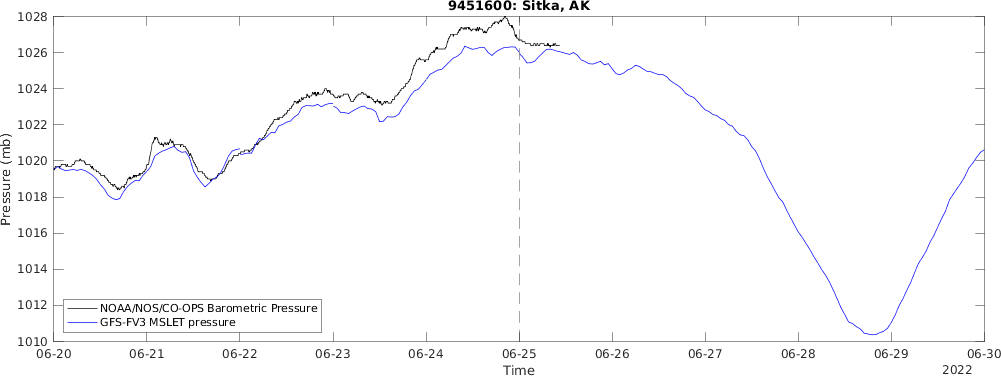 9451600: Sitka, AK
1028
1026
1024
1022
1020
1018
1016
1014
1012
1010
Pressure (mb)
NOAA/NOS/CO-OPS Barometric Pressure
GFS-FV3 MSLET pressure
06-20 06-21 06-22 06-23 06-24 06-25 06-26 06-27 06-28 06-29 06-30
Time
2022